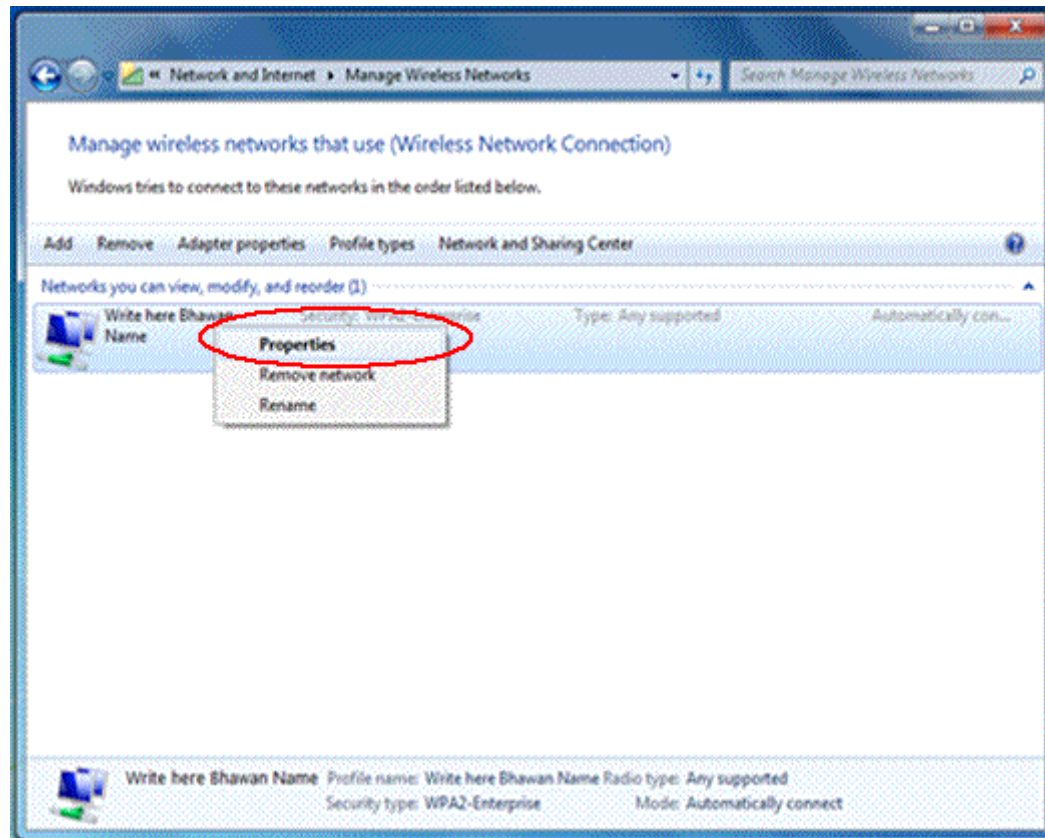 « Network and Internet ▸ Manage Wireless Networks Search Manage Wireless Networks
Manage wireless networks that use (Wireless Network Connection)
Windows tries to connect to these networks in the order listed below.
Add Remove Adapter properties Profile types Network and Sharing Center
Networks you can view, modify, and reorder (1)
Write here Bhawan Security: WPA2-Enterprise Type: Any supported Automatically con...
Name
Properties
Remove network
Rename
Write here Bhawan Name Profile name: Write here Bhawan Name Radio type: Any supported
Security type: WPA2-Enterprise Mode: Automatically connect